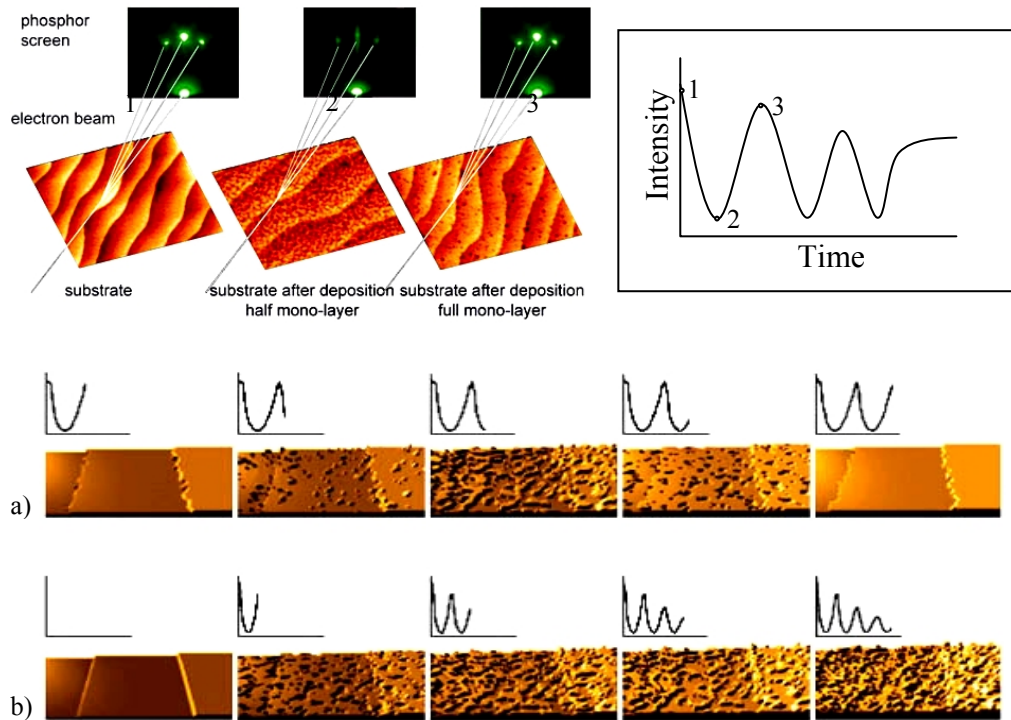 phosphor
screen
electron beam
1
2
3
substrate
substrate after deposition
half mono-layer
substrate after deposition
full mono-layer
Intensity
1
2
3
Time
a)
b)